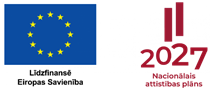 Līdzfinansē
Eiropas Savienība
2027
Nacionālais
attīstības plāns